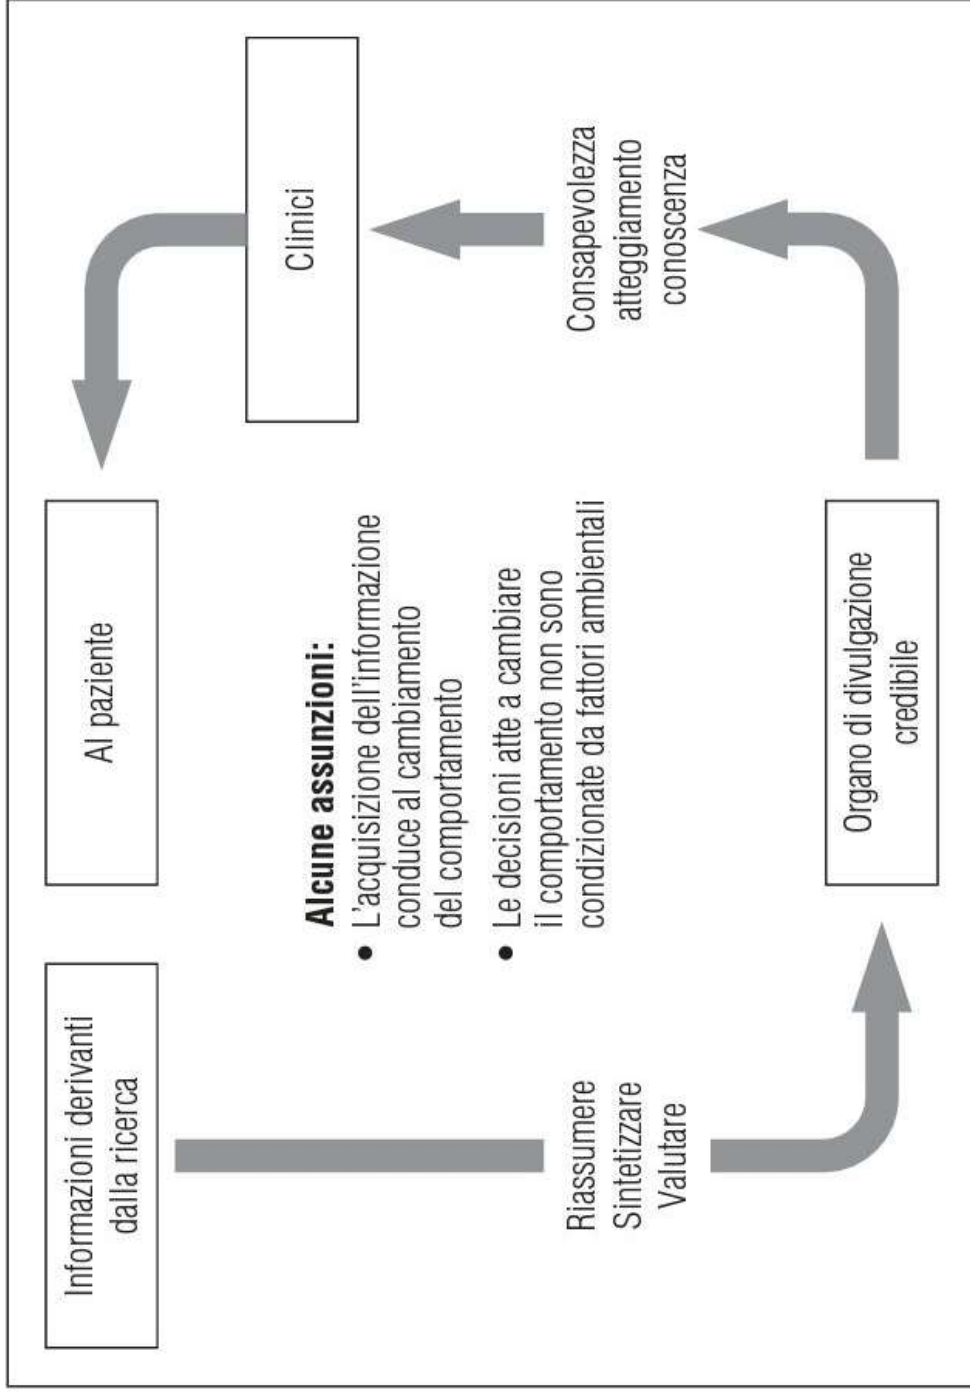 Informazioni derivanti
dalla ricerca
Al paziente
Clinici
Alcune assunzioni:
• L'acquisizione dell'informazione
conduce al cambiamento
del comportamento
• Le decisioni atte a cambiare
il comportamento non sono
condizionate da fattori ambientali
Riassumere
Sintetizzare
Valutare
Consapevolezza
atteggiamento
conoscenza
Organo di divulgazione
credibile